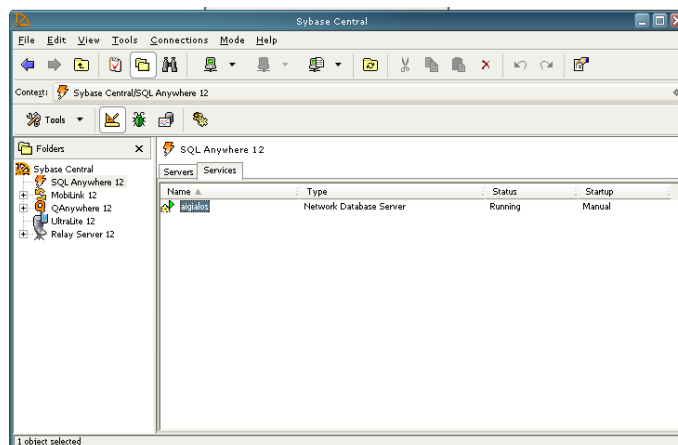 Sybase Central
File Edit View Tools Connections Mode Help
Context: Sybase Central/SQL Anywhere 12
Tools
Folders
SQL Anywhere 12
Sybase Central
SQL Anywhere 12
MobiLink 12
QAnywhere 12
UltraLite 12
Relay Server 12
Servers Services
Name Type Status Startup
aigialos Network Database Server Running Manual
1 object selected